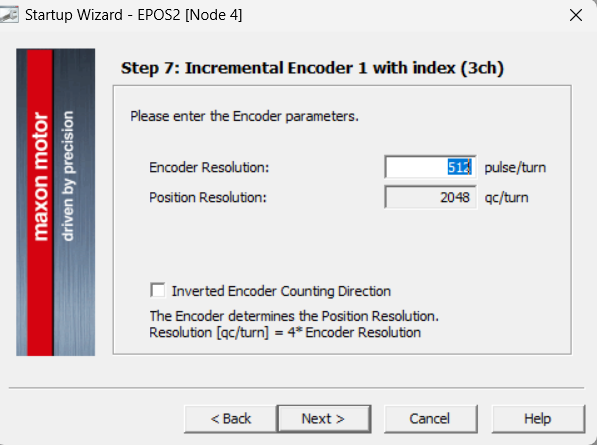 Startup Wizard - EPOS2 [Node 4]
Step 7: Incremental Encoder 1 with index (3ch)
maxon motor
driven by precision
Please enter the Encoder parameters.
Encoder Resolution: 512 pulse/turn
Position Resolution: 2048 qc/turn
Inverted Encoder Counting Direction
The Encoder determines the Position Resolution.
Resolution [qc/turn] = 4* Encoder Resolution
< Back Next > Cancel Help